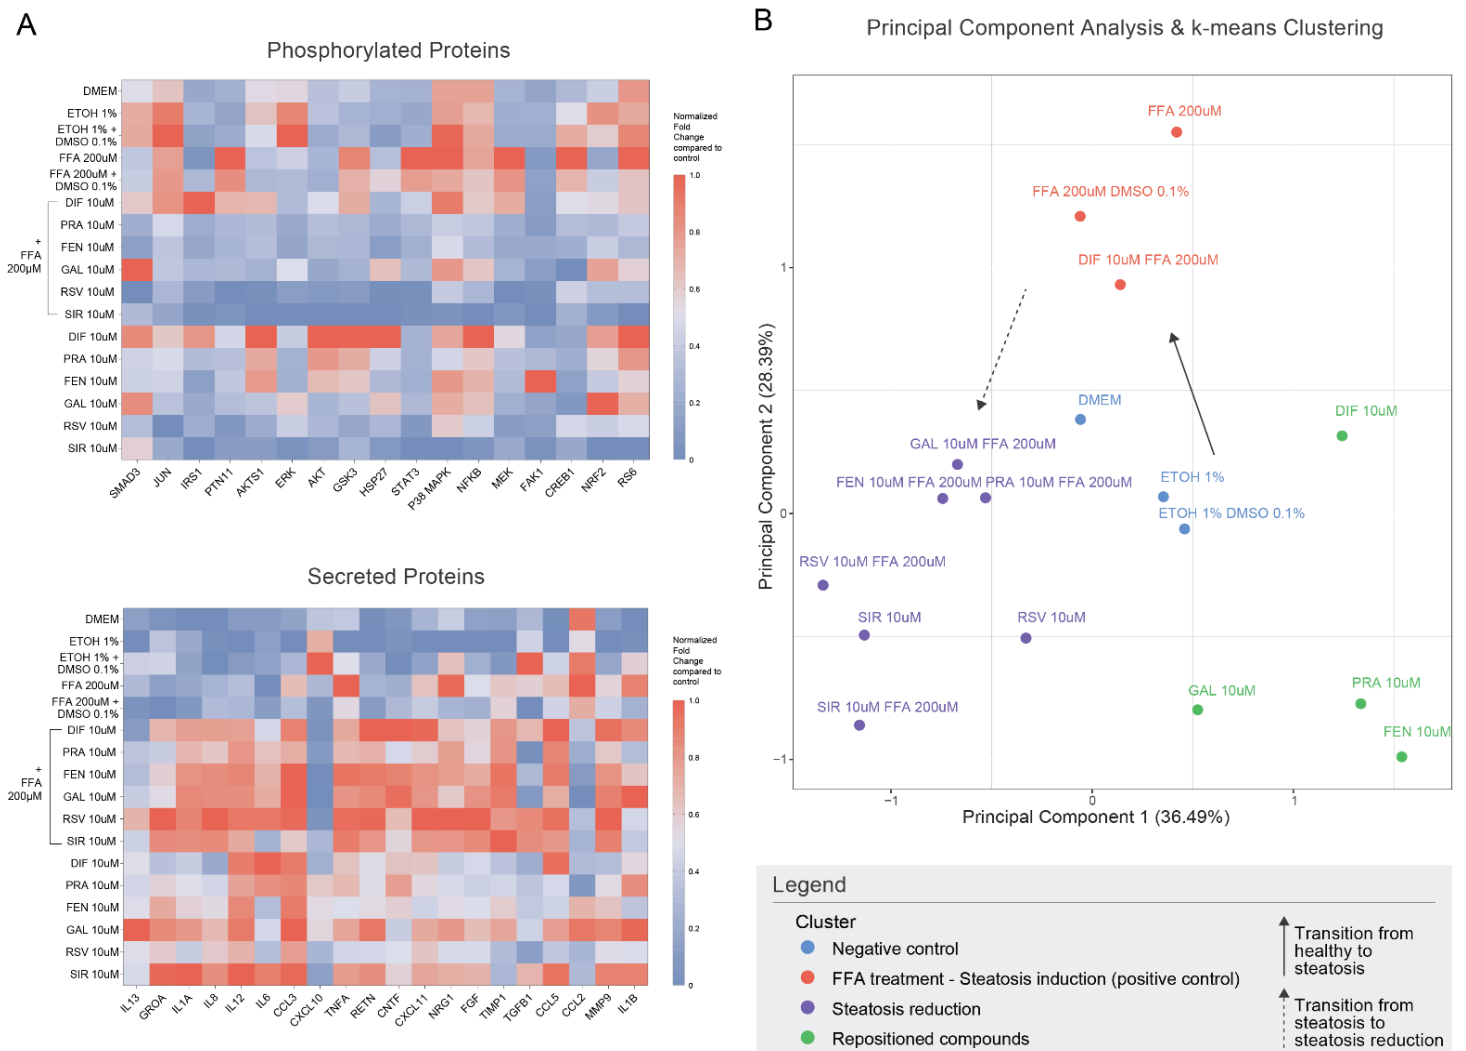 A
Phosphorylated Proteins
DMEM
ETOH 1%
ETOH 1% +
DMSO 0.1%
FFA 200uM
FFA 200uM +
DMSO 0.1%
DIF 10uM
PRA 10uM
FEN 10uM
GAL 10uM
RSV 10uM
SIR 10uM
DIF 10uM
PRA 10uM
FEN 10uM
GAL 10uM
RSV 10uM
SIR 10uM
+
FFA
200µM
SMAD3
JUN
IRS1
PTN11
AKTS1
ERK
AKT
GSK3
HSP27
STAT3
P38 MAPK
NFKB
MEK
FAK1
CREB1
NRF2
RS6
Normalized
Fold
Change
compared to
control
1.0
0.8
0.6
0.4
0.2
0
Secreted Proteins
DMEM
ETOH 1%
ETOH 1% +
DMSO 0.1%
FFA 200uM
FFA 200uM +
DMSO 0.1%
DIF 10uM
PRA 10uM
FEN 10uM
GAL 10uM
RSV 10uM
SIR 10uM
DIF 10uM
PRA 10uM
FEN 10uM
GAL 10uM
RSV 10uM
SIR 10uM
+
FFA
200µM
IL13
GROA
IL1A
IL8
IL12
IL6
CCL3
CXCL10
TNFA
RETN
CNTF
CXCL11
NRG1
FGF
TIMP1
TGFB1
CCL5
CCL2
MMP9
IL1B
Normalized
Fold
Change
compared to
control
1.0
0.8
0.6
0.4
0.2
0
B
Principal Component Analysis & k-means Clustering
FFA 200uM
FFA 200uM DMSO 0.1%
DIF 10uM FFA 200uM
DMEM
DIF 10uM
GAL 10uM FFA 200uM
FEN 10uM FFA 200uM PRA 10uM FFA 200uM
ETOH 1%
ETOH 1% DMSO 0.1%
RSV 10uM FFA 200uM
SIR 10uM
RSV 10uM
GAL 10uM
PRA 10uM
SIR 10uM FFA 200uM
FEN 10uM
1
0
−1
Principal Component 2 (28.39%)
−1
0
1
Principal Component 1 (36.49%)
Legend
Cluster
Negative control
FFA treatment - Steatosis induction (positive control)
Steatosis reduction
Repositioned compounds
Transition from
healthy to
steatosis
Transition from
steatosis to
steatosis reduction